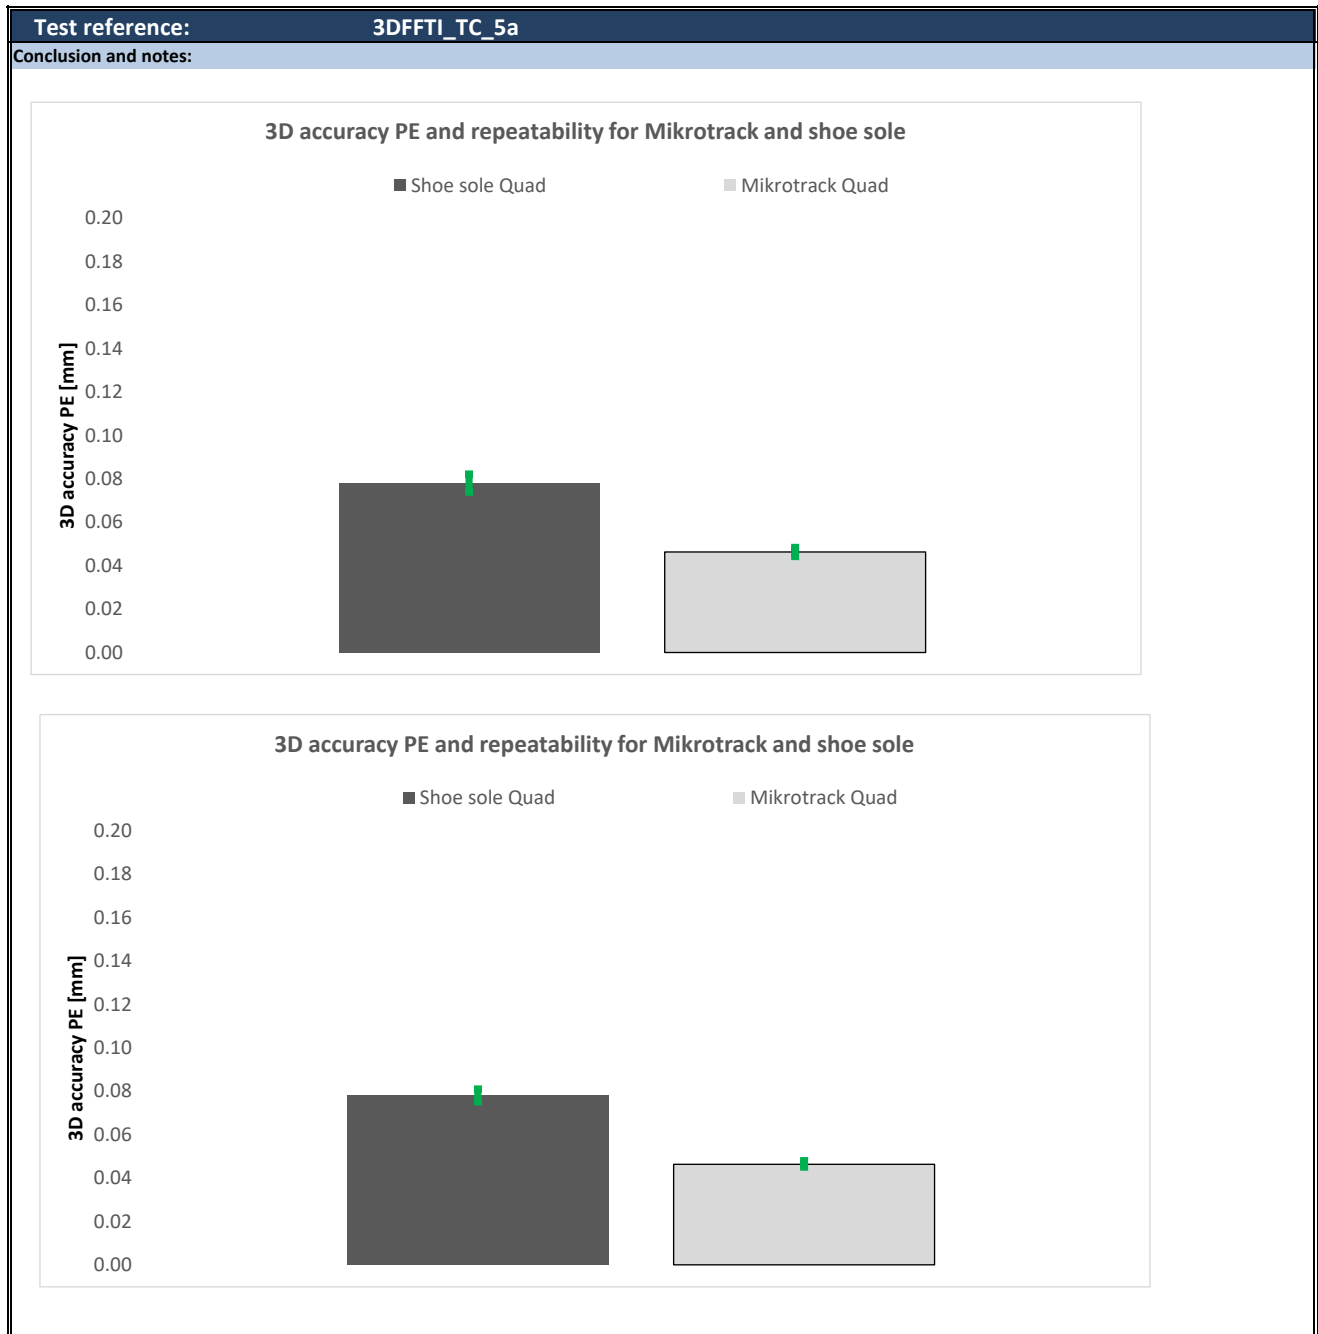 Test reference: 3DFFTI_TC_5a
Conclusion and notes:
3D accuracy PE and repeatability for Mikrotrack and shoe sole
Shoe sole Quad Mikrotrack Quad
0.20
0.18
0.16
0.14
0.12
0.10
0.08
0.06
0.04
0.02
0.00
3D accuracy PE [mm]
3D accuracy PE and repeatability for Mikrotrack and shoe sole
Shoe sole Quad Mikrotrack Quad
0.20
0.18
0.16
0.14
0.12
0.10
0.08
0.06
0.04
0.02
0.00
3D accuracy PE [mm]